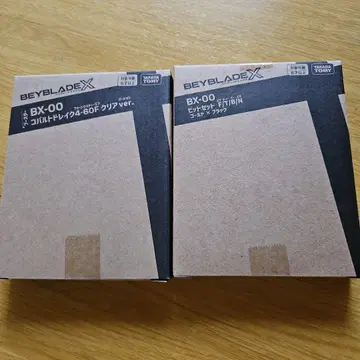 BEYBLADE X
TAKARA TOMY
BX-00
コバルトドレイク4-60F クリアver.
BEYBLADE X
TAKARA TOMY
BX-00
ビットセット F/T/B/N
ゴールド×ブラック